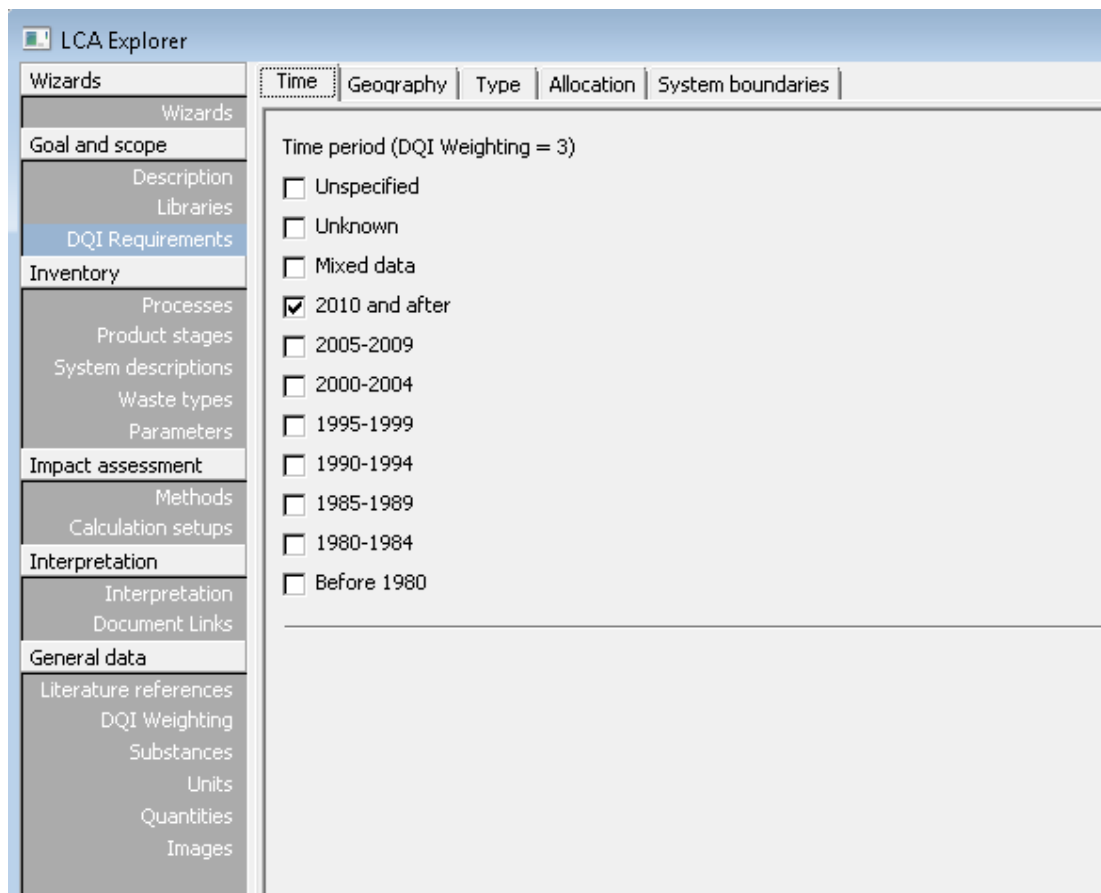 LCA Explorer
Wizards
Wizards
Goal and scope
Description
Libraries
DQI Requirements
Inventory
Processes
Product stages
System descriptions
Waste types
Parameters
Impact assessment
Methods
Calculation setups
Interpretation
Interpretation
Document Links
General data
Literature references
DQI Weighting
Substances
Units
Quantities
Images
Time Geography Type Allocation System boundaries
Time period (DQI Weighting = 3)
Unspecified
Unknown
Mixed data
2010 and after
2005-2009
2000-2004
1995-1999
1990-1994
1985-1989
1980-1984
Before 1980